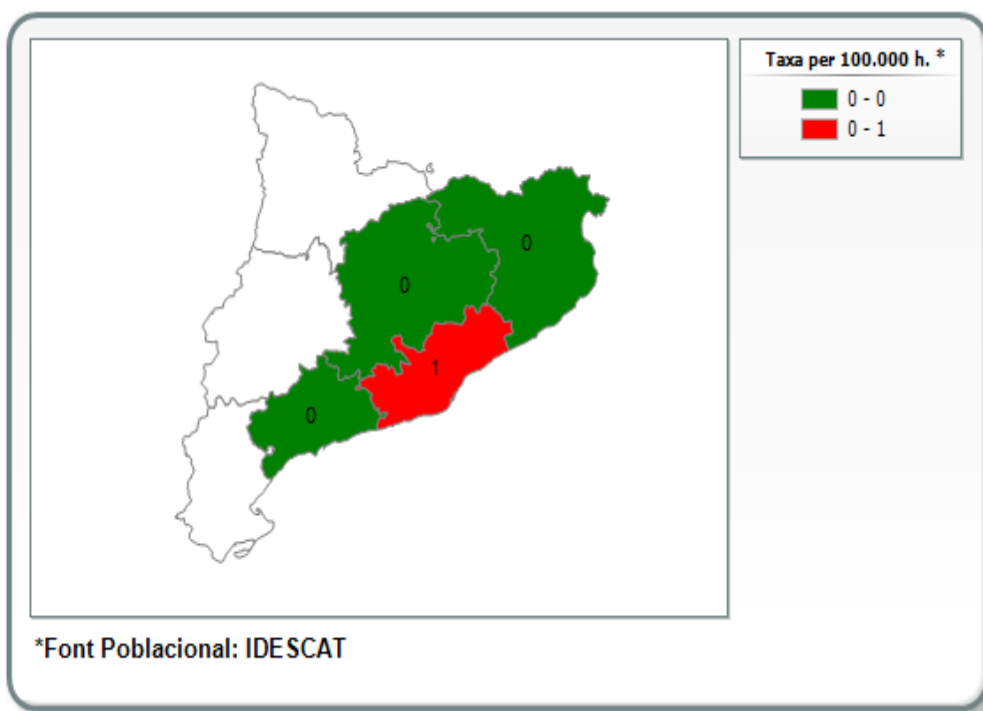 Taxa per 100.000 h. *
0 - 0
0 - 1
0
0
1
0
*Font Poblacional: IDESCAT